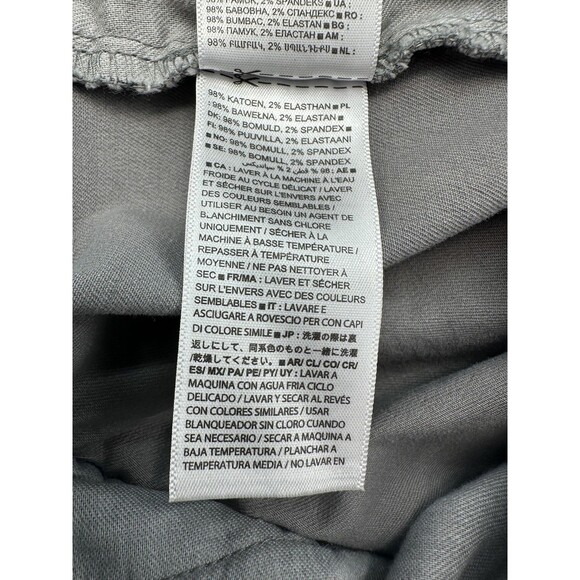 98% ПАМУК, 2% SPANDEKS ■ UA :
98% БАВОВНА, 2% СПАНДЕКС ■ RO :
98% BUMBAC, 2% ELASTAN ■ BG :
98% ПАМУК, 2% ЕЛАСТАН ■ AM :
98% ԲԱՄԲԱԿ, 2% ՍՊԱՆԴԵՔՍ ■ NL :
98% KATOEN, 2% ELASTHAN ■ PL
: 98% BAWEŁNA, 2% ELASTAN ■
DK: 98% BOMULD, 2% SPANDEX ■
FI: 98% PUUVILLA, 2% ELASTAANI
■ NO: 98% BOMULL, 2% SPANDEX
■ SE: 98% BOMULL, 2% SPANDEX
■ AE : 98 % قطن 2 % سباندیکس
■ CA : LAVER À LA MACHINE À L'EAU
FROIDE AU CYCLE DÉLICAT / LAVER
ET SÉCHER SUR L'ENVERS AVEC
DES COULEURS SEMBLABLES /
UTILISER AU BESOIN UN AGENT DE
BLANCHIMENT SANS CHLORE
UNIQUEMENT / SÉCHER À LA
MACHINE À BASSE TEMPÉRATURE /
REPASSER À TEMPÉRATURE
MOYENNE / NE PAS NETTOYER À
SEC ■ FR/MA : LAVER ET SÉCHER
SUR L'ENVERS AVEC DES COULEURS
SEMBLABLES ■ IT : LAVARE E
ASCIUGARE A ROVESCIO PER CON CAPI
DI COLORE SIMILE ■ JP : 洗濯の際は裏
返しにして、同系色のものと一緒に洗濯
/乾燥してください。■ AR/ CL/ CO/ CR/
ES/ MX/ PA/ PE/ PY/ UY : LAVAR A
MAQUINA CON AGUA FRIA CICLO
DELICADO / LAVAR Y SECAR AL REVÉS
CON COLORES SIMILARES / USAR
BLANQUEADOR SIN CLORO CUANDO
SEA NECESARIO / SECAR A MAQUINA A
BAJA TEMPERATURA / PLANCHAR A
TEMPERATURA MEDIA / NO LAVAR EN